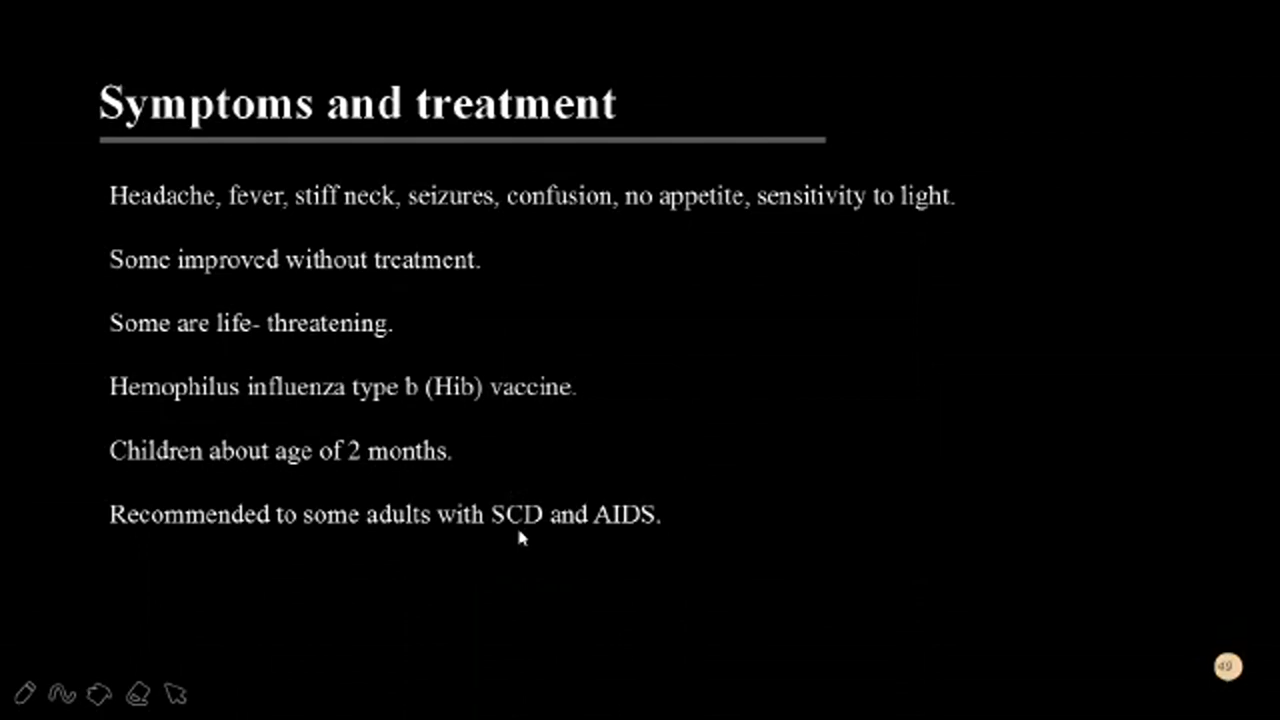 Symptoms and treatment
Headache, fever, stiff neck, seizures, confusion, no appetite, sensitivity to light.
Some improved without treatment.
Some are life- threatening.
Hemophilus influenza type b (Hib) vaccine.
Children about age of 2 months.
Recommended to some adults with SCD and AIDS.
49